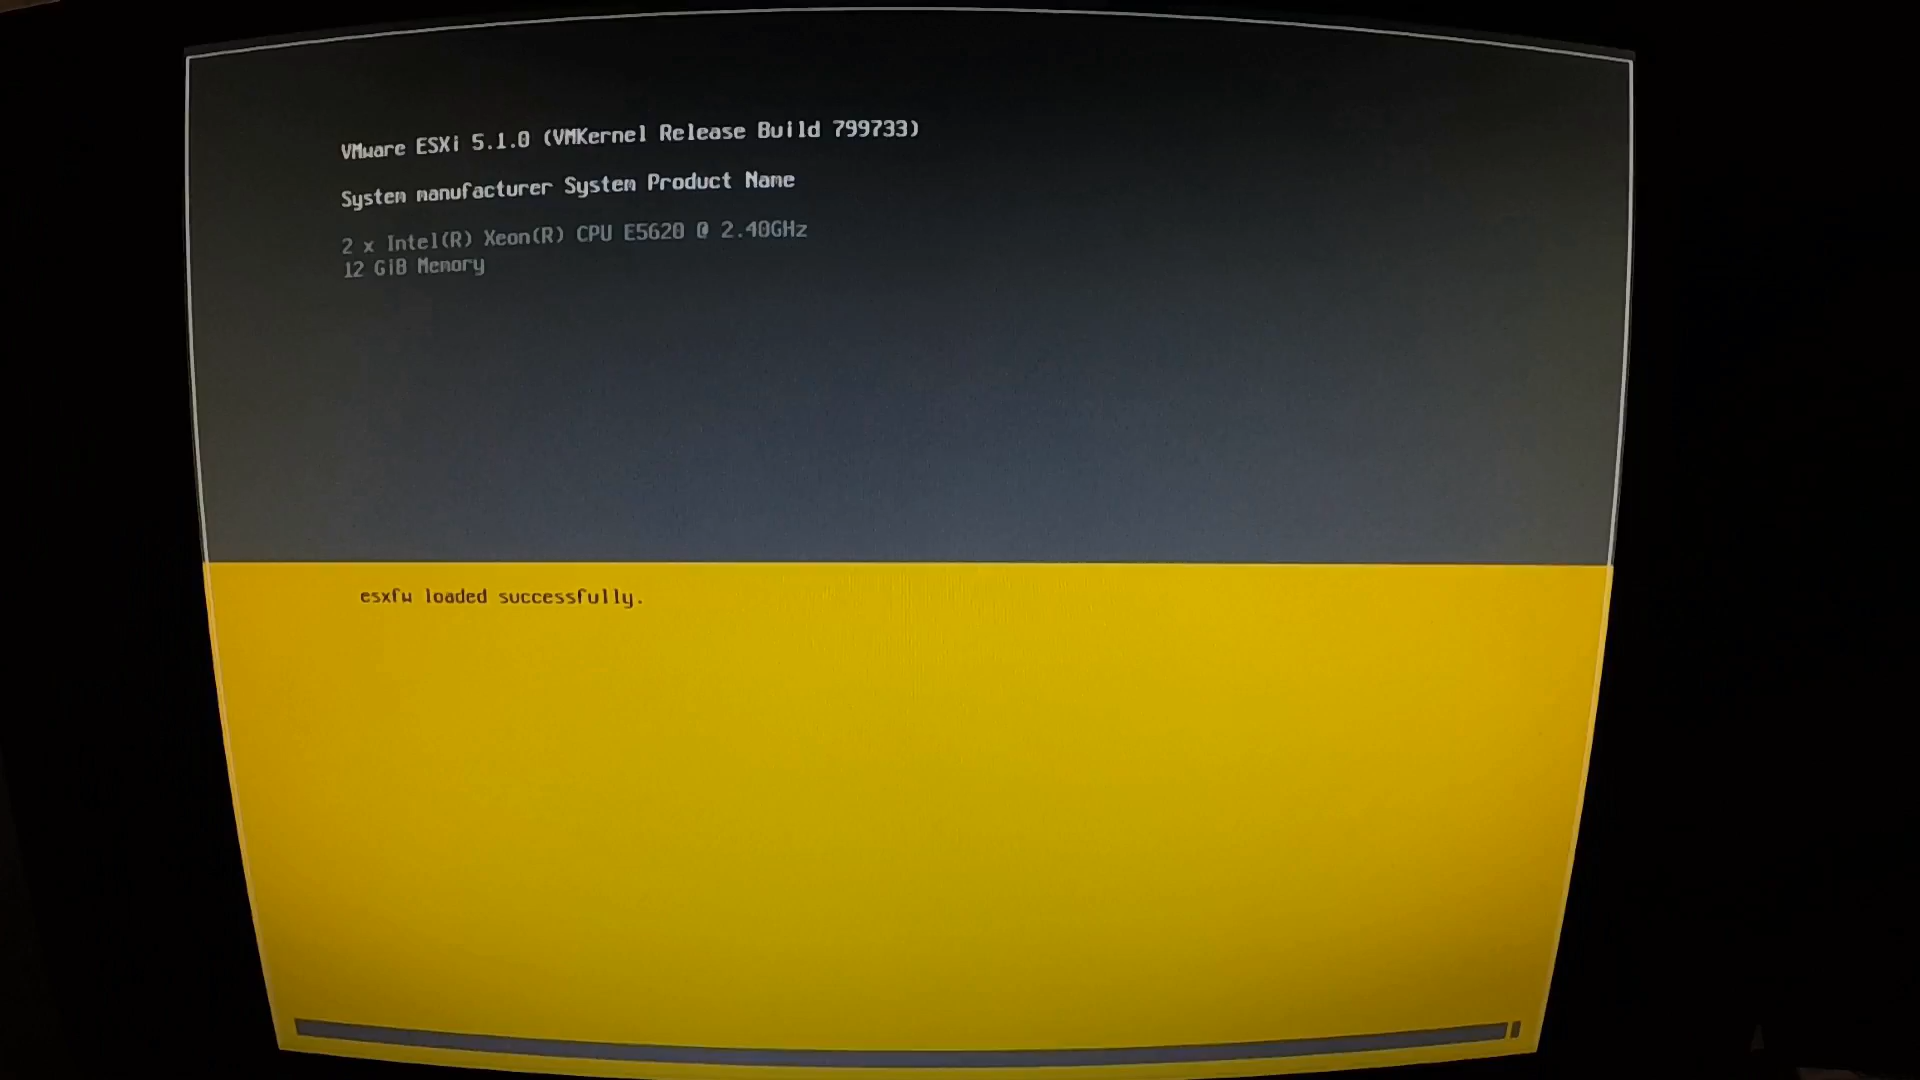 VMware ESXi 5.1.0 (VMKernel Release Build 799733)
System manufacturer System Product Name
2 x Intel(R) Xeon(R) CPU E5620 @ 2.40GHz
12 GiB Memory
esxfw loaded successfully.